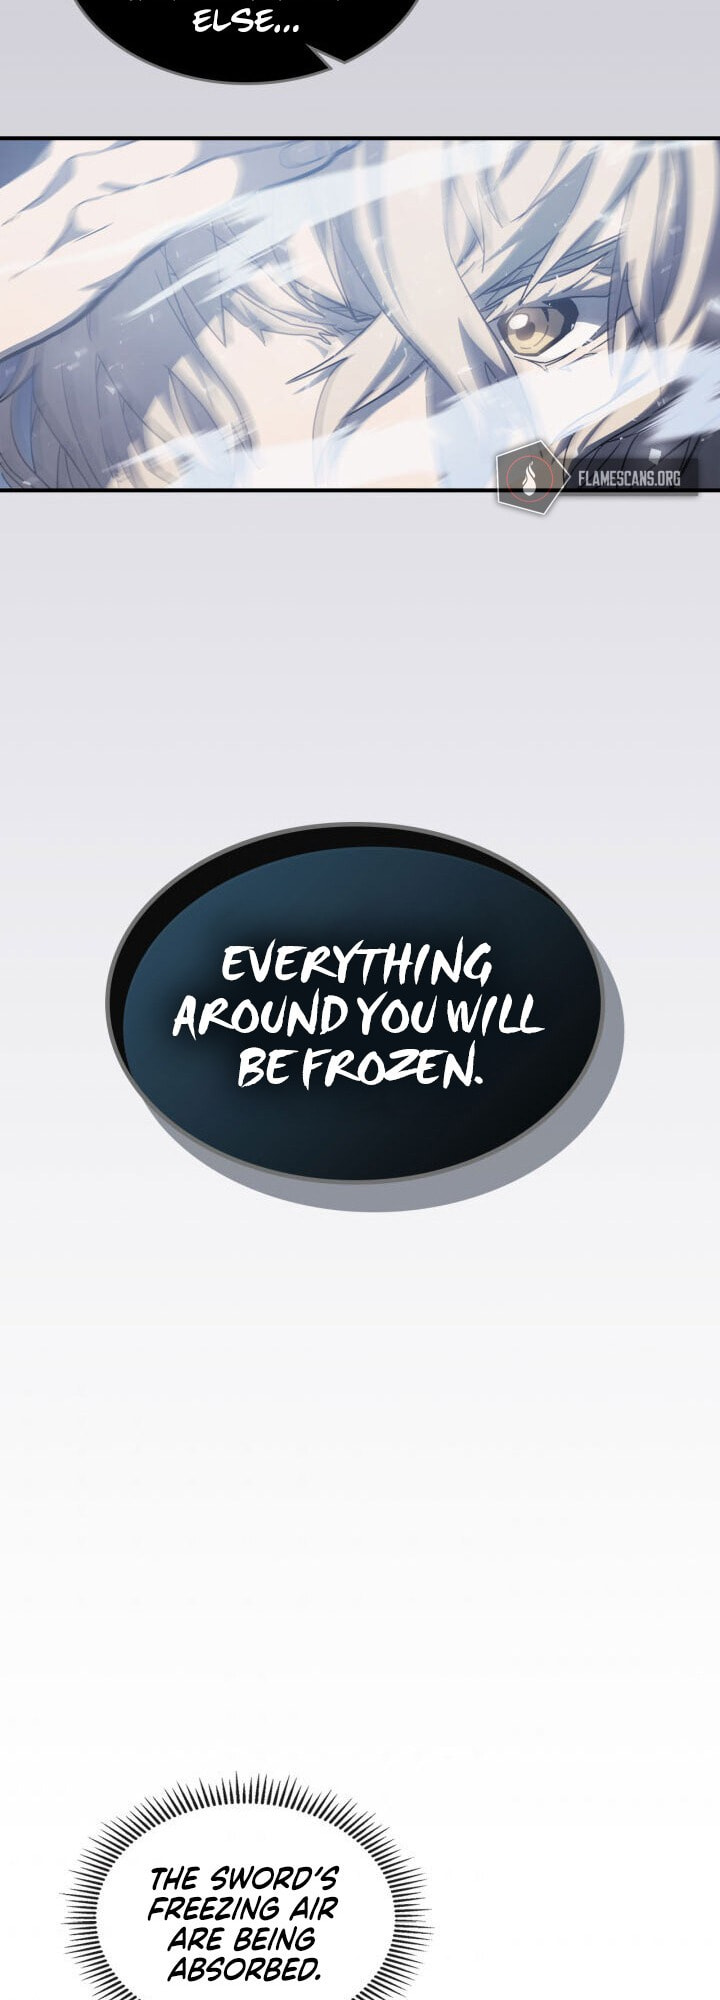 ELSE...
FLAMESCANS.ORG
EVERYTHING
AROUND YOU WILL
BE FROZEN.
THE SWORD'S
FREEZING AIR
ARE BEING
ABSORBED.